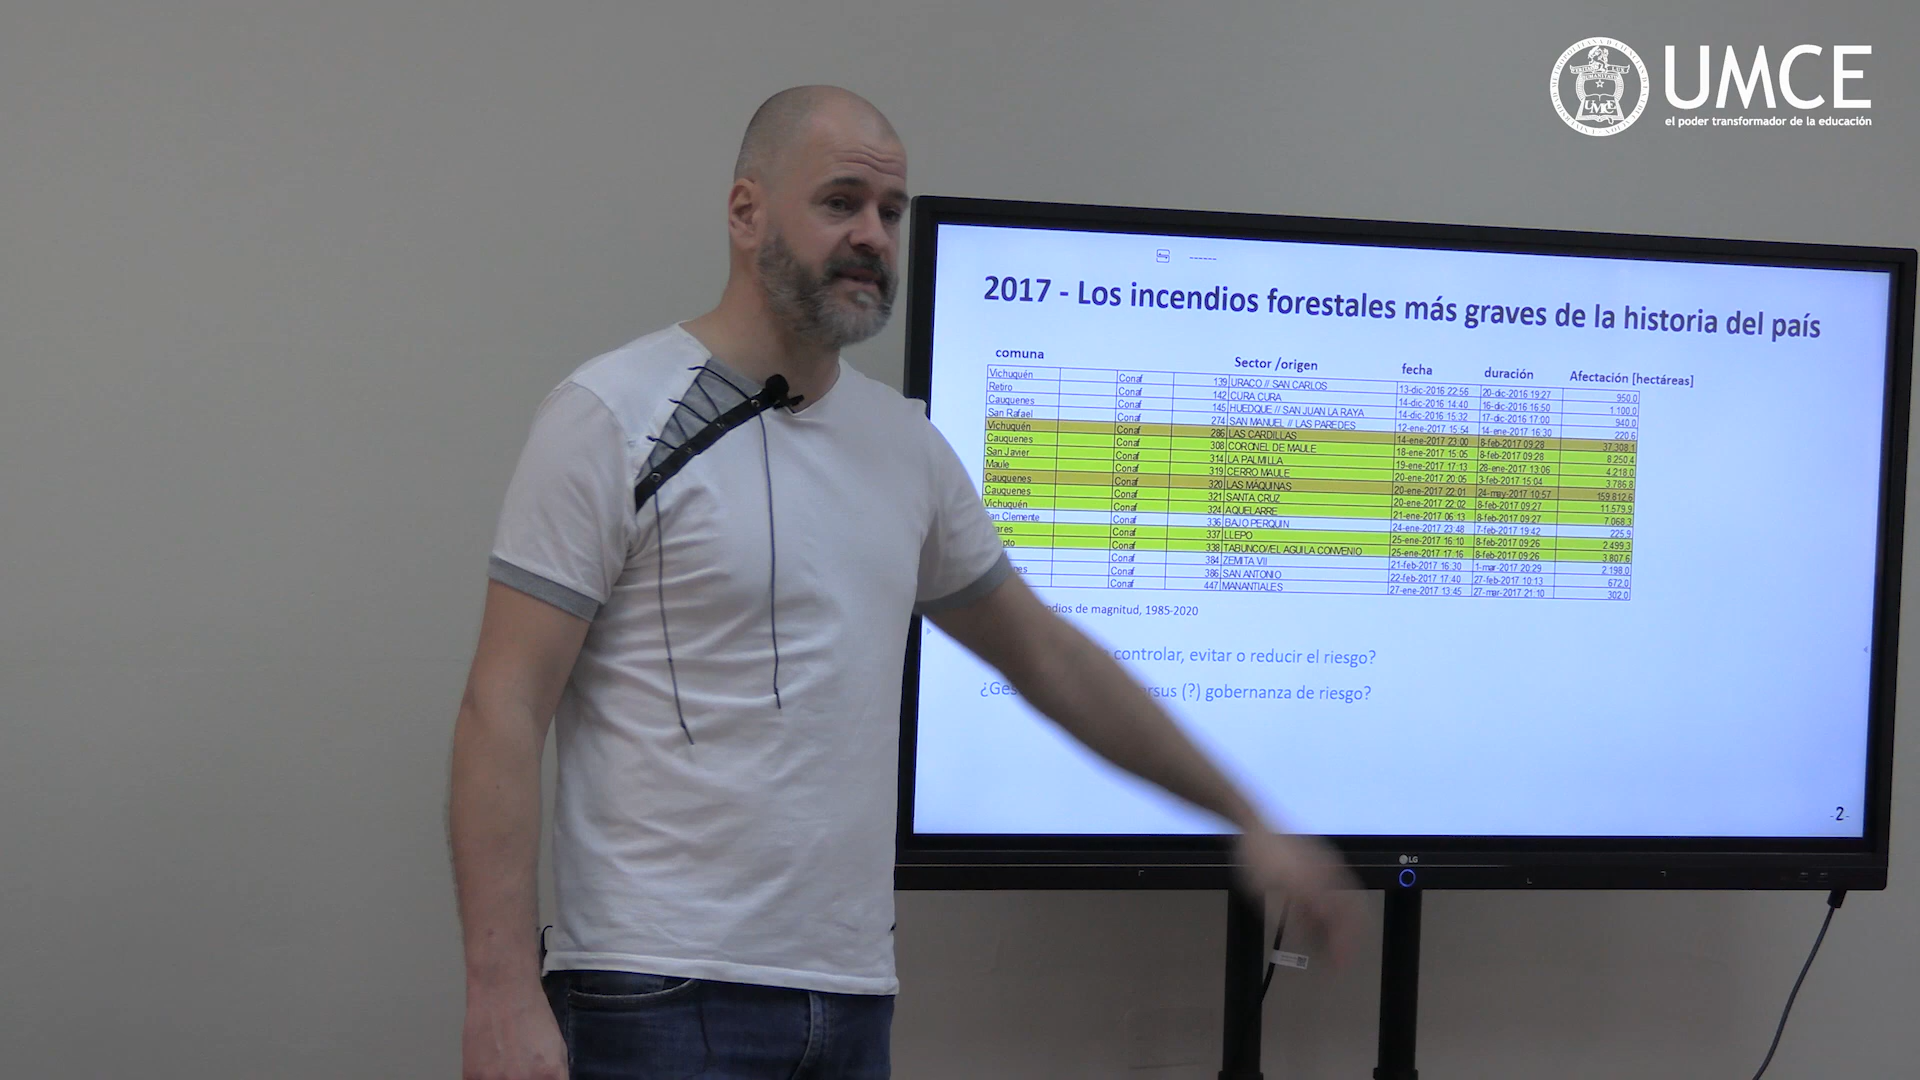 UMCE
el poder transformador de la educación
2017 - Los incendios forestales más graves de la historia del país
comuna Sector /origen fecha duración Afectación [hectáreas]
Vichuquén Conaf 139 URACO // SAN CARLOS 13-dic-2016 22:56 20-dic-2016 19:27 950.0
Retiro Conaf 142 CURA CURA 14-dic-2016 14:40 16-dic-2016 16:50 1.100.0
Cauquenes Conaf 145 HUEDQUE // SAN JUAN LA RAYA 14-dic-2016 15:32 17-dic-2016 17:00 940.0
San Rafael Conaf 274 SAN MANUEL // LAS PAREDES 12-ene-2017 15:54 14-ene-2017 16:30 220.6
Vichuquén Conaf 286 LAS CARDILLAS 14-ene-2017 23:00 8-feb-2017 09:28 37.308.1
Cauquenes Conaf 308 CORONEL DE MAULE 18-ene-2017 15:05 8-feb-2017 09:28 8.250.4
San Javier Conaf 314 LA PALMILLA 19-ene-2017 17:13 28-ene-2017 13:06 4.218.0
Maule Conaf 319 CERRO MAULE 20-ene-2017 20:05 3-feb-2017 15:04 3.786.8
Cauquenes Conaf 320 LAS MÁQUINAS 20-ene-2017 22:01 24-may-2017 10:57 159.812.6
Cauquenes Conaf 321 SANTA CRUZ 20-ene-2017 22:02 8-feb-2017 09:27 11.579.9
Vichuquén Conaf 324 AQUELARRE 21-ene-2017 06:13 8-feb-2017 09:27 7.068.3
San Clemente Conaf 336 BAJO PERQUIN 24-ene-2017 23:48 7-feb-2017 19:42 225.9
ares Conaf 337 LLEPO 25-ene-2017 16:10 8-feb-2017 09:26 2.499.3
pto Conaf 338 TABUNCO//EL AGUILA CONVENIO 25-ene-2017 17:16 8-feb-2017 09:26 3.807.6
Conaf 384 ZEMITA VII 21-feb-2017 16:30 1-mar-2017 20:29 2.198.0
nes Conaf 386 SAN ANTONIO 22-feb-2017 17:40 27-feb-2017 10:13 672.0
Conaf 447 MANANTIALES 27-ene-2017 13:45 27-mar-2017 21:10 302.0
ndios de magnitud, 1985-2020
controlar, evitar o reducir el riesgo?
¿Ges rsus (?) gobernanza de riesgo?
-2-
LG